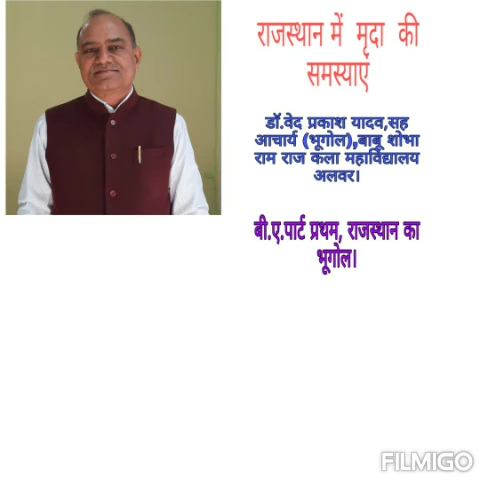 राजस्थान में मृदा की
समस्याएं
डॉ.वेद प्रकाश यादव,सह
आचार्य (भूगोल),बाबू शोभा
राम राज कला महाविद्यालय
अलवर।
बी.ए.पार्ट प्रथम, राजस्थान का
भूगोल।
FILMIGO